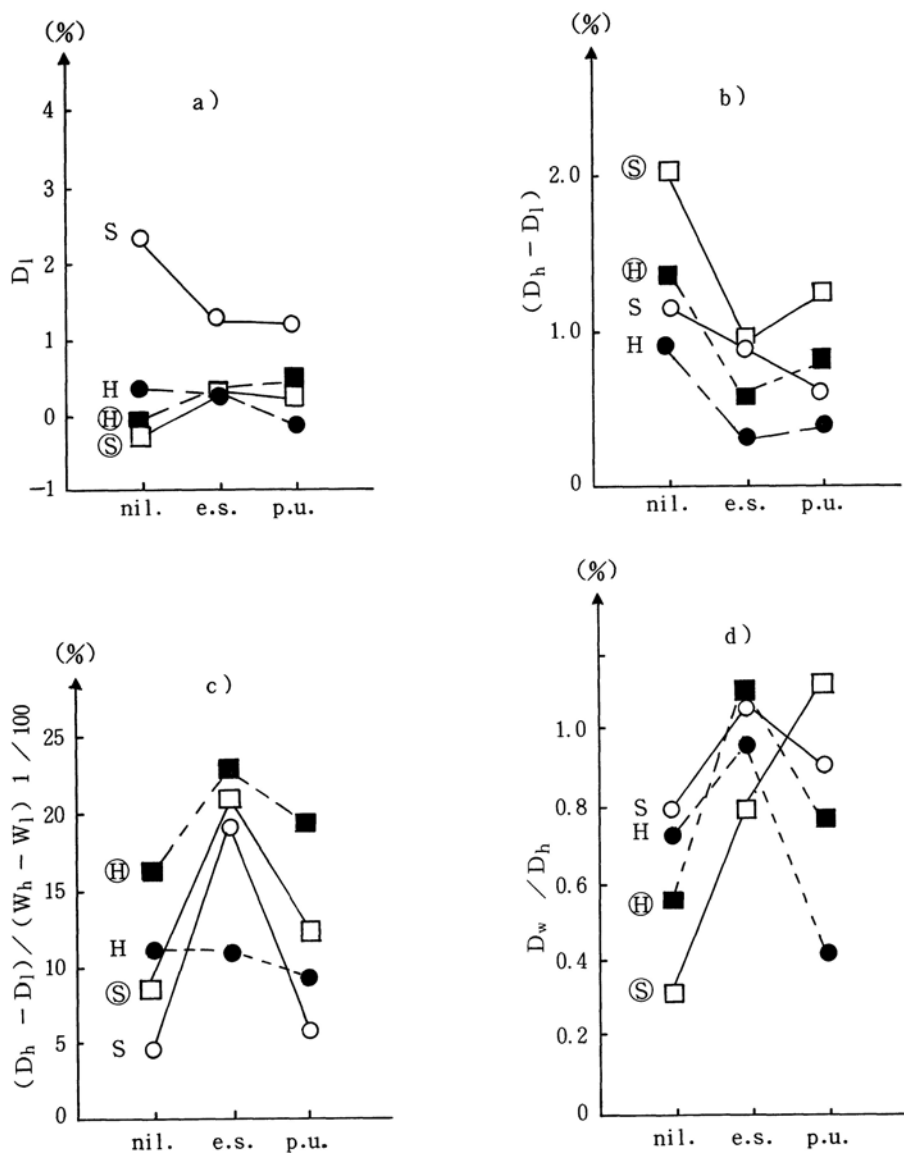 (%)
a)
4
3
2
1
0
-1
D_l
S
H
Ⓗ
Ⓢ
nil. e.s. p.u.
(%)
b)
2.0
1.0
0
(D_h - D_l)
Ⓢ
Ⓗ
S
H
nil. e.s. p.u.
(%)
c)
25
20
15
10
5
0
(D_h - D_l) / (W_h - W_l) 1 / 100
Ⓗ
H
Ⓢ
S
nil. e.s. p.u.
(%)
d)
1.0
0.8
0.6
0.4
0.2
0
D_w / D_h
S
H
Ⓗ
Ⓢ
nil. e.s. p.u.